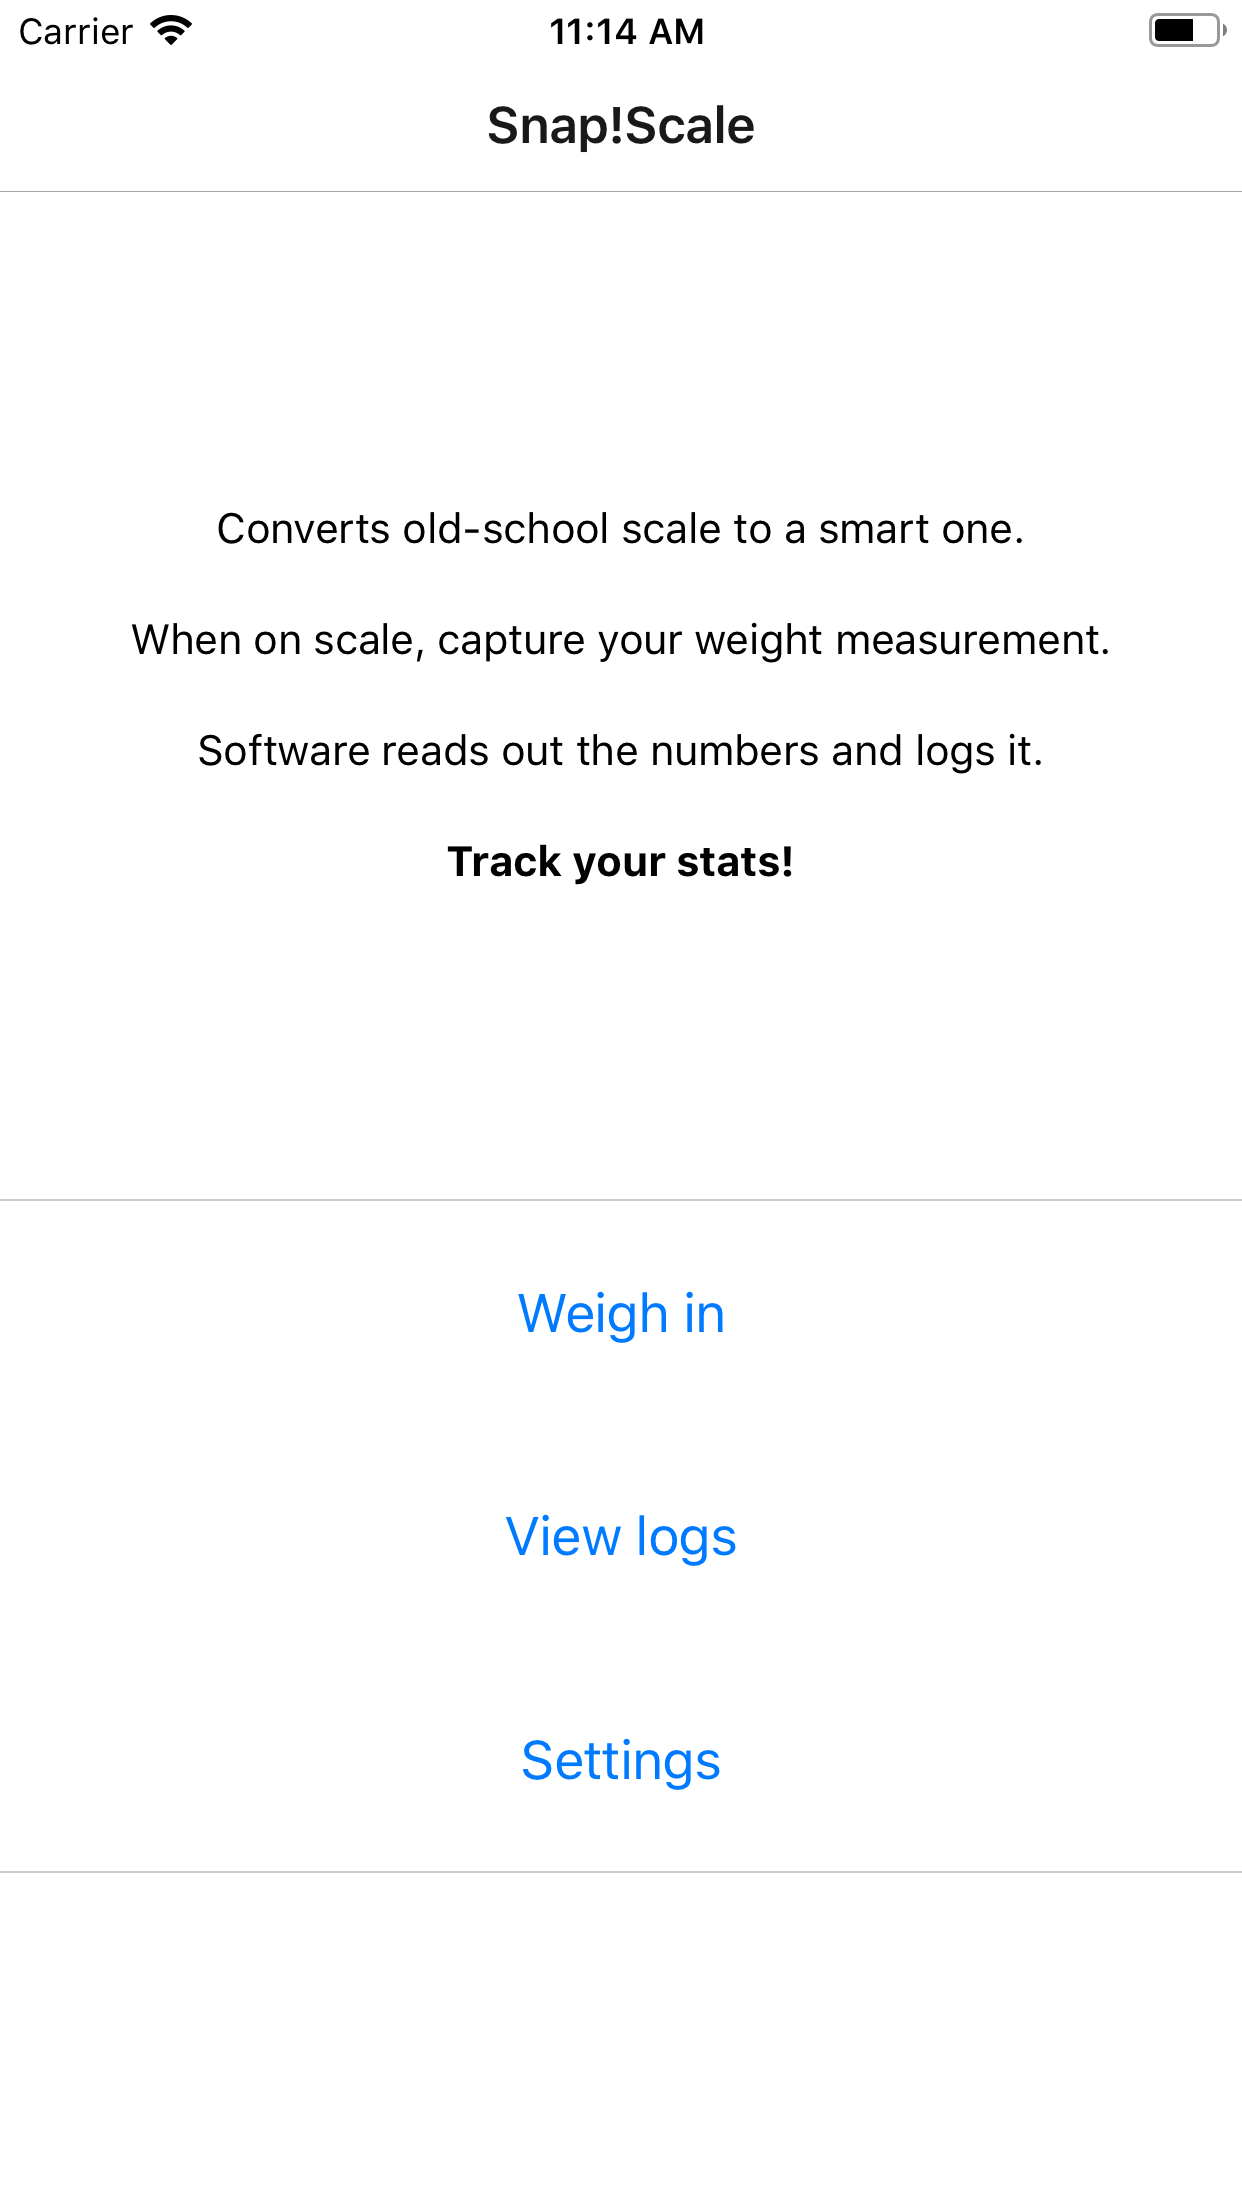 Carrier 11:14 AM
Snap!Scale
Converts old-school scale to a smart one.
When on scale, capture your weight measurement.
Software reads out the numbers and logs it.
Track your stats!
Weigh in
View logs
Settings